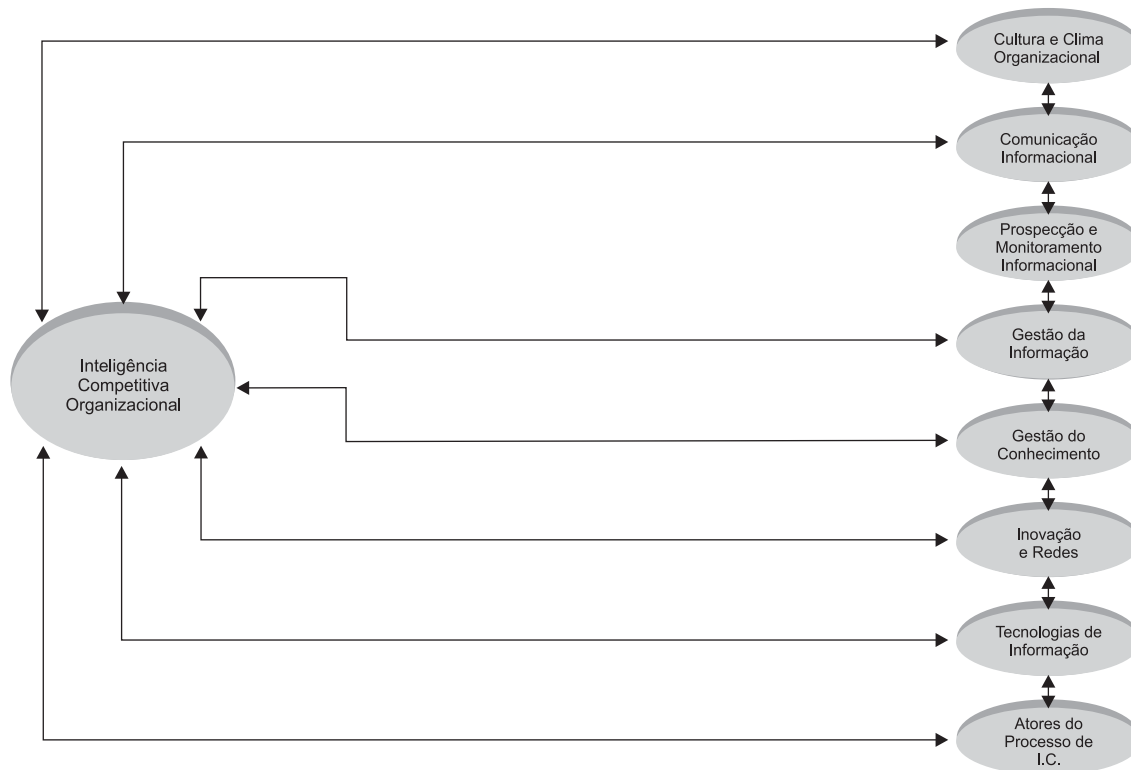 Cultura e Clima
Organizacional
Comunicação
Informacional
Prospecção e
Monitoramento
Informacional
Gestão da
Informação
Inteligência
Competitiva
Organizacional
Gestão do
Conhecimento
Inovação
e Redes
Tecnologias de
Informação
Atores do
Processo de
I.C.